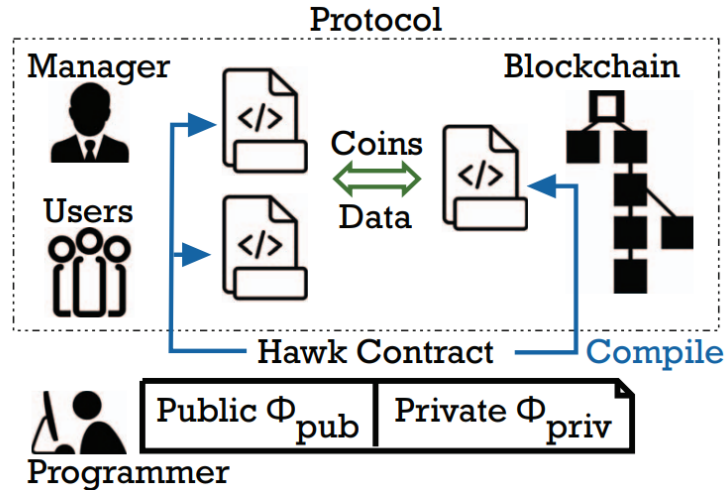 Protocol
Manager
Blockchain
</>
Coins
</>
Users
Data
</>
Hawk Contract
Compile
Public Φpub
Private Φpriv
Programmer